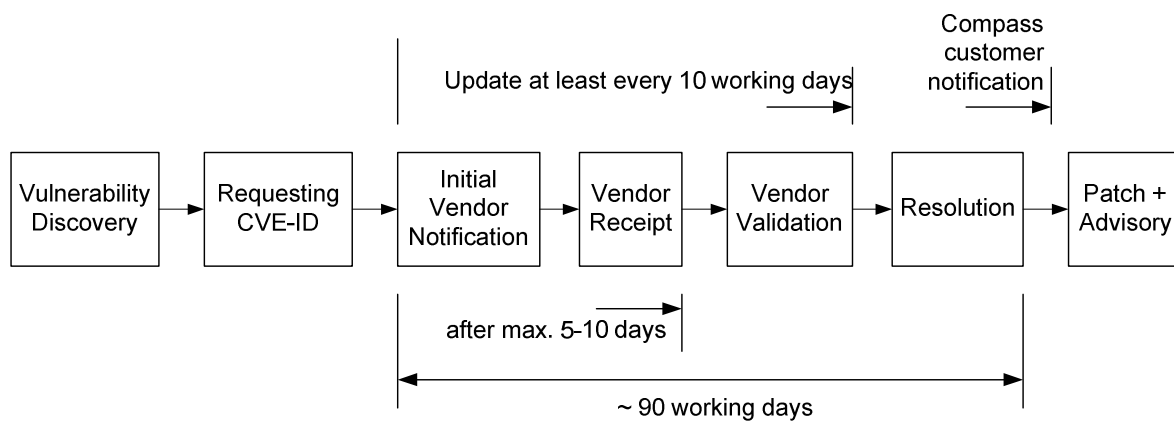 Compass
customer
notification
Update at least every 10 working days
Vulnerability
Discovery
Requesting
CVE-ID
Initial
Vendor
Notification
Vendor
Receipt
Vendor
Validation
Resolution
Patch +
Advisory
after max. 5-10 days
~ 90 working days